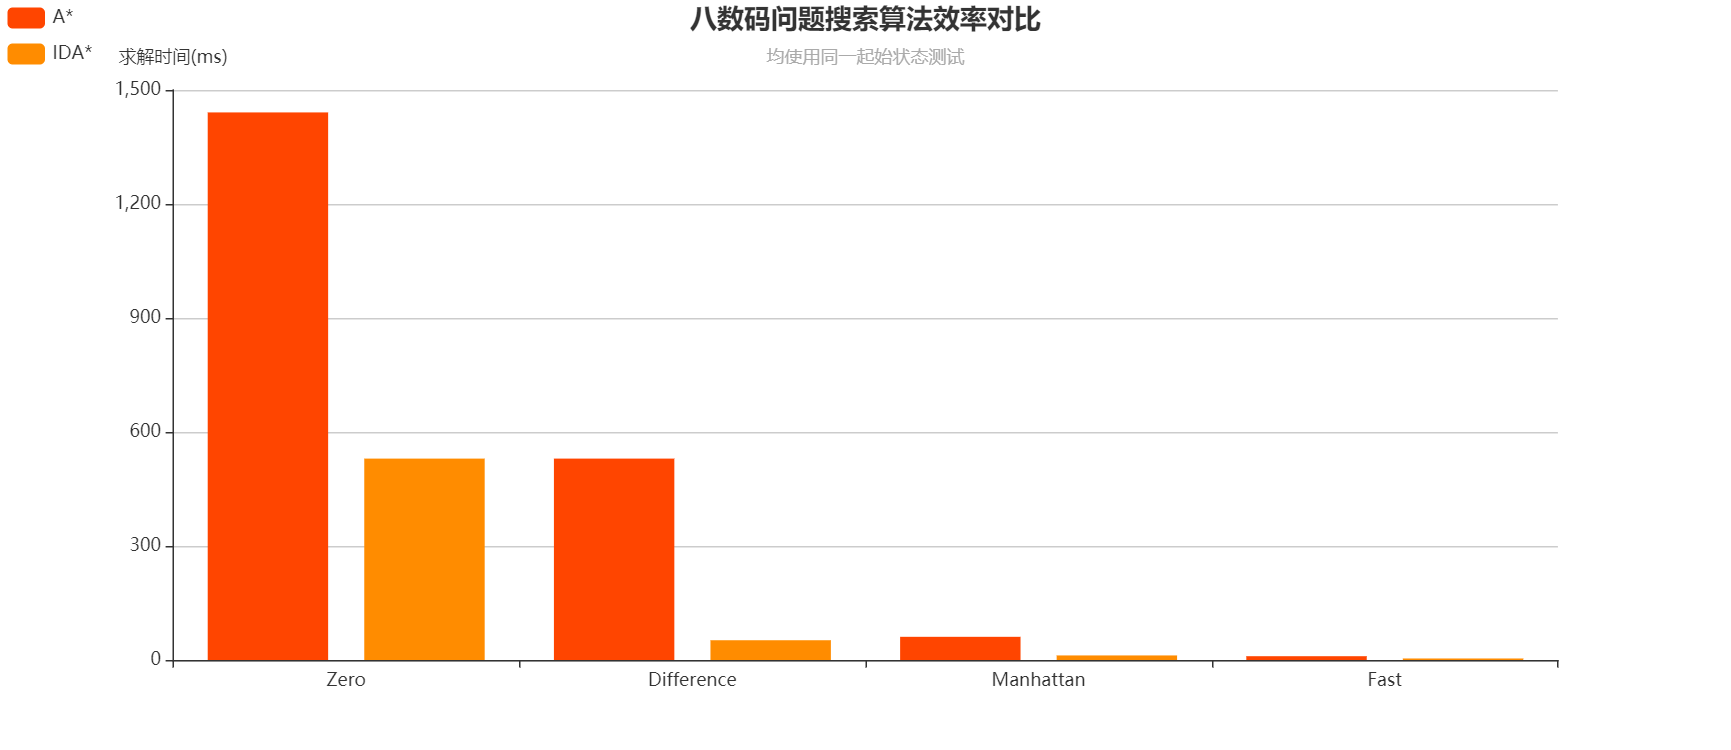 八数码问题搜索算法效率对比
均使用同一起始状态测试
A*
IDA*
求解时间(ms)
1,500
1,200
900
600
300
0
Zero
Difference
Manhattan
Fast